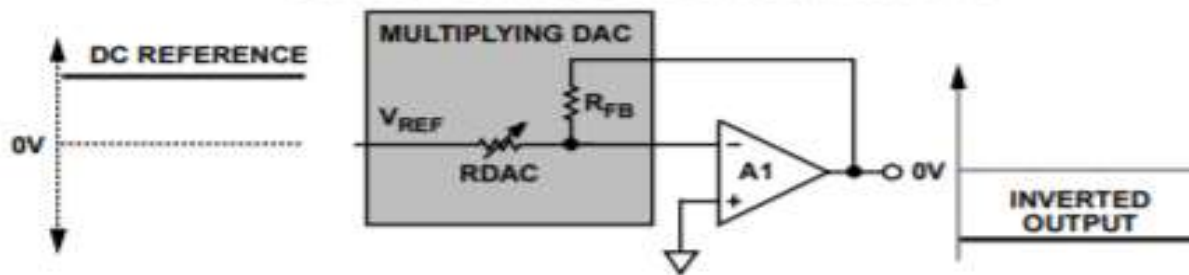 MULTIPLYING DAC
DC REFERENCE
0V
VREF
RFB
RDAC
A1
−
+
0V
INVERTED
OUTPUT